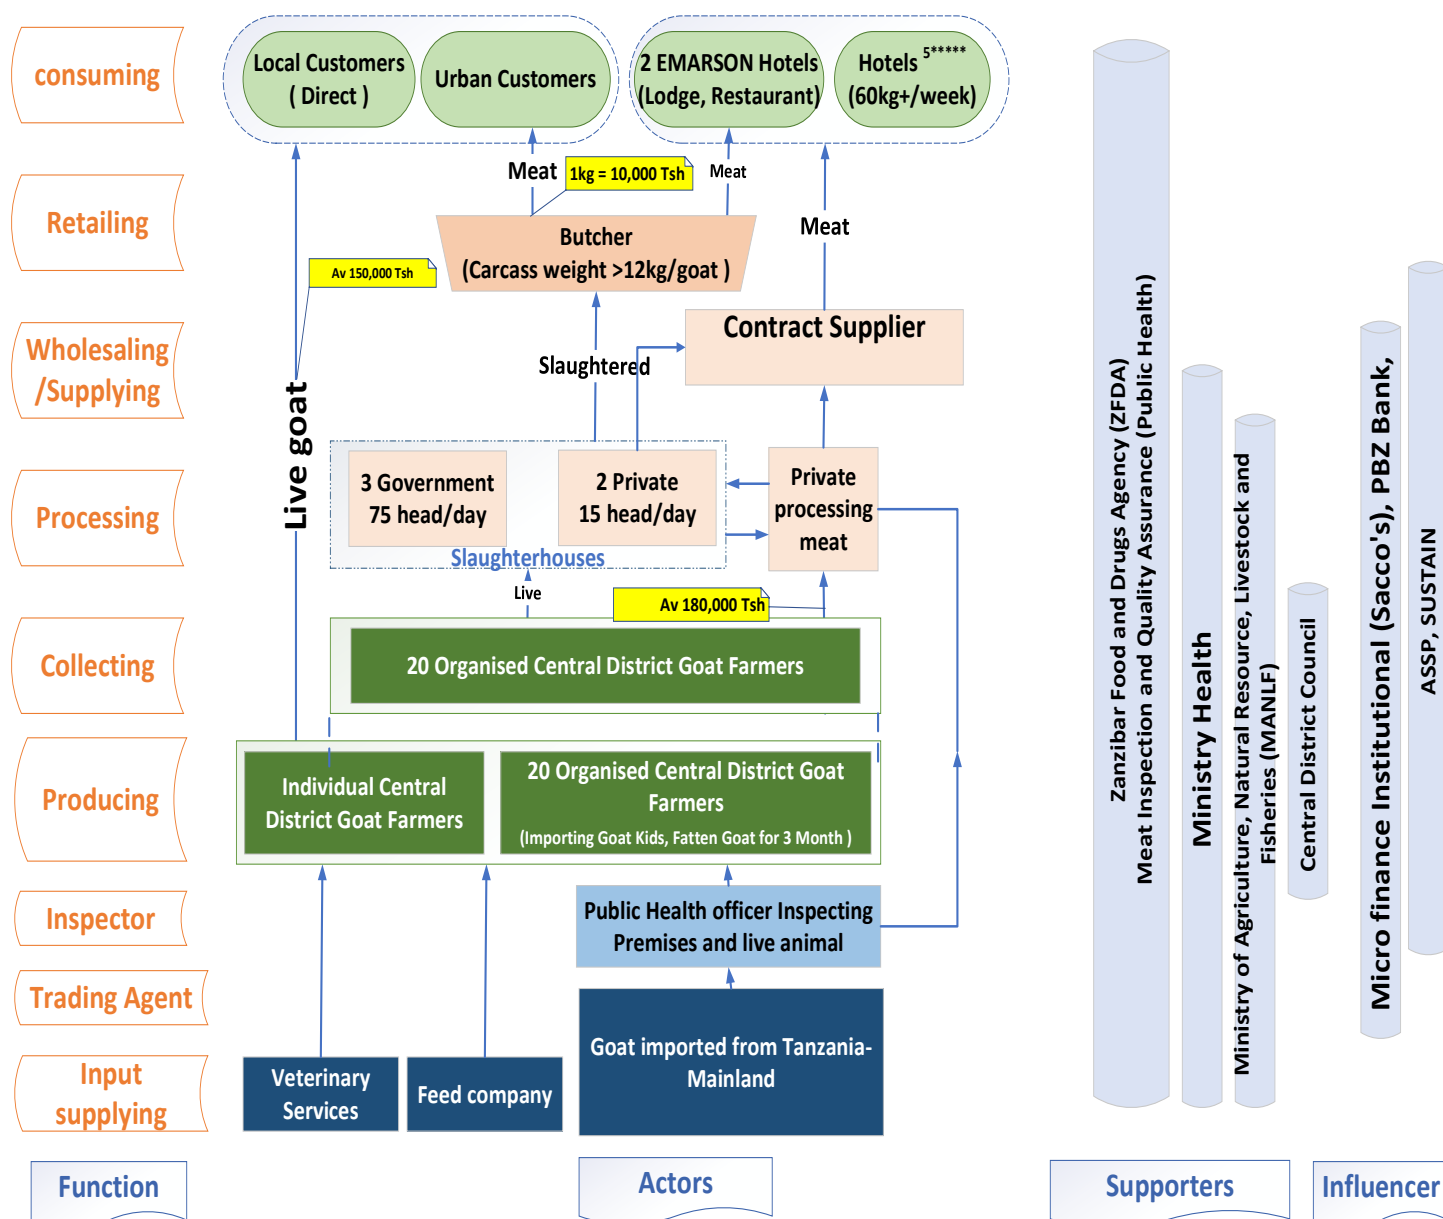 consuming
Local Customers
( Direct )
Urban Customers
2 EMARSON Hotels
(Lodge, Restaurant)
Hotels 5*****
(60kg+/week)
Retailing
Meat
1kg = 10,000 Tsh
Meat
Meat
Butcher
(Carcass weight >12kg/goat )
Av 150,000 Tsh
Wholesaling
/Supplying
Contract Supplier
Slaughtered
Live goat
Processing
3 Government
75 head/day
2 Private
15 head/day
Private
processing
meat
Slaughterhouses
Live
Av 180,000 Tsh
Collecting
20 Organised Central District Goat Farmers
Producing
Individual Central
District Goat Farmers
20 Organised Central District Goat
Farmers
(Importing Goat Kids, Fatten Goat for 3 Month )
Inspector
Public Health officer Inspecting
Premises and live animal
Trading Agent
Goat imported from Tanzania-
Mainland
Input
supplying
Veterinary
Services
Feed company
Zanzibar Food and Drugs Agency (ZFDA)
Meat Inspection and Quality Assurance (Public Health)
Ministry Health
Ministry of Agriculture, Natural Resource, Livestock and
Fisheries (MANLF)
Central District Council
Micro finance Institutional (Sacco's), PBZ Bank,
ASSP, SUSTAIN
Function
Actors
Supporters
Influencer